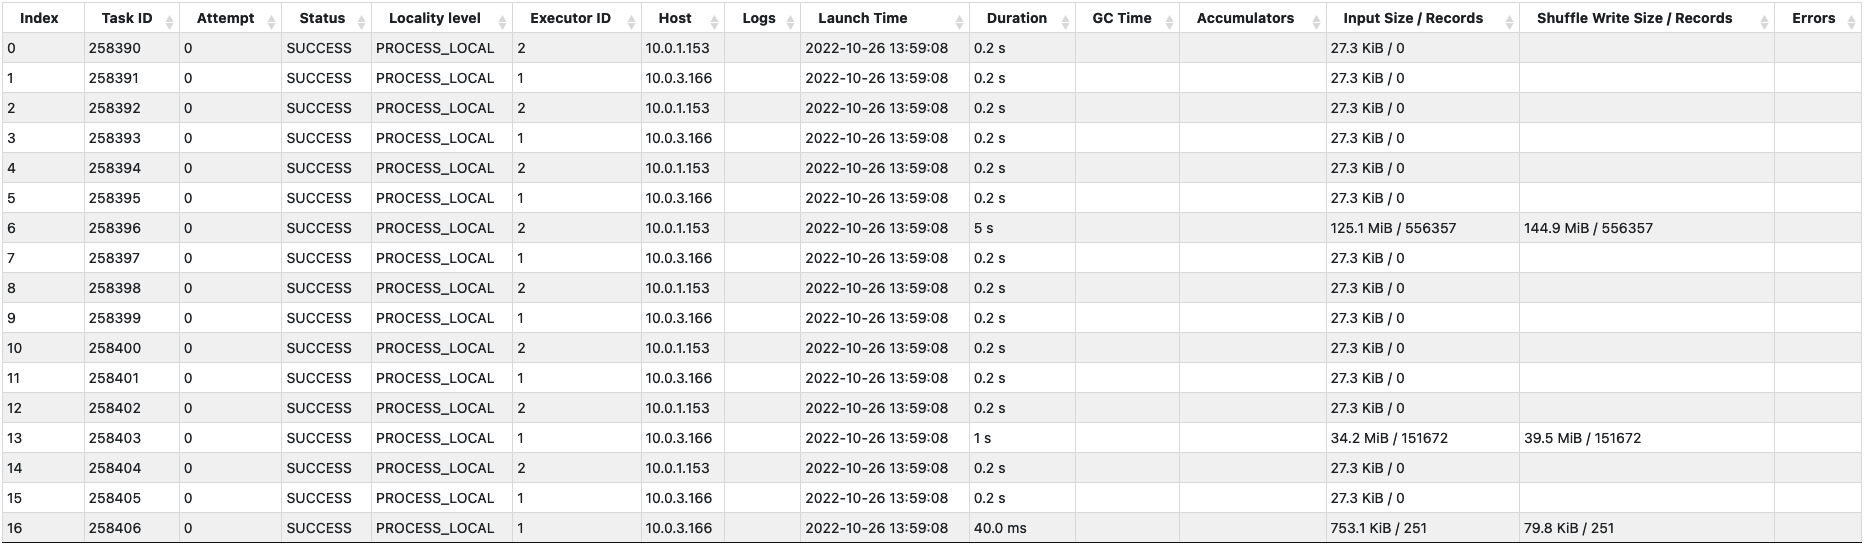 Index Task ID Attempt Status Locality level Executor ID Host Logs Launch Time Duration GC Time Accumulators Input Size / Records Shuffle Write Size / Records Errors
0 258390 0 SUCCESS PROCESS_LOCAL 2 10.0.1.153 2022-10-26 13:59:08 0.2 s 27.3 KiB / 0
1 258391 0 SUCCESS PROCESS_LOCAL 1 10.0.3.166 2022-10-26 13:59:08 0.2 s 27.3 KiB / 0
2 258392 0 SUCCESS PROCESS_LOCAL 2 10.0.1.153 2022-10-26 13:59:08 0.2 s 27.3 KiB / 0
3 258393 0 SUCCESS PROCESS_LOCAL 1 10.0.3.166 2022-10-26 13:59:08 0.2 s 27.3 KiB / 0
4 258394 0 SUCCESS PROCESS_LOCAL 2 10.0.1.153 2022-10-26 13:59:08 0.2 s 27.3 KiB / 0
5 258395 0 SUCCESS PROCESS_LOCAL 1 10.0.3.166 2022-10-26 13:59:08 0.2 s 27.3 KiB / 0
6 258396 0 SUCCESS PROCESS_LOCAL 2 10.0.1.153 2022-10-26 13:59:08 5 s 125.1 MiB / 556357 144.9 MiB / 556357
7 258397 0 SUCCESS PROCESS_LOCAL 1 10.0.3.166 2022-10-26 13:59:08 0.2 s 27.3 KiB / 0
8 258398 0 SUCCESS PROCESS_LOCAL 2 10.0.1.153 2022-10-26 13:59:08 0.2 s 27.3 KiB / 0
9 258399 0 SUCCESS PROCESS_LOCAL 1 10.0.3.166 2022-10-26 13:59:08 0.2 s 27.3 KiB / 0
10 258400 0 SUCCESS PROCESS_LOCAL 2 10.0.1.153 2022-10-26 13:59:08 0.2 s 27.3 KiB / 0
11 258401 0 SUCCESS PROCESS_LOCAL 1 10.0.3.166 2022-10-26 13:59:08 0.2 s 27.3 KiB / 0
12 258402 0 SUCCESS PROCESS_LOCAL 2 10.0.1.153 2022-10-26 13:59:08 0.2 s 27.3 KiB / 0
13 258403 0 SUCCESS PROCESS_LOCAL 1 10.0.3.166 2022-10-26 13:59:08 1 s 34.2 MiB / 151672 39.5 MiB / 151672
14 258404 0 SUCCESS PROCESS_LOCAL 2 10.0.1.153 2022-10-26 13:59:08 0.2 s 27.3 KiB / 0
15 258405 0 SUCCESS PROCESS_LOCAL 1 10.0.3.166 2022-10-26 13:59:08 0.2 s 27.3 KiB / 0
16 258406 0 SUCCESS PROCESS_LOCAL 1 10.0.3.166 2022-10-26 13:59:08 40.0 ms 753.1 KiB / 251 79.8 KiB / 251